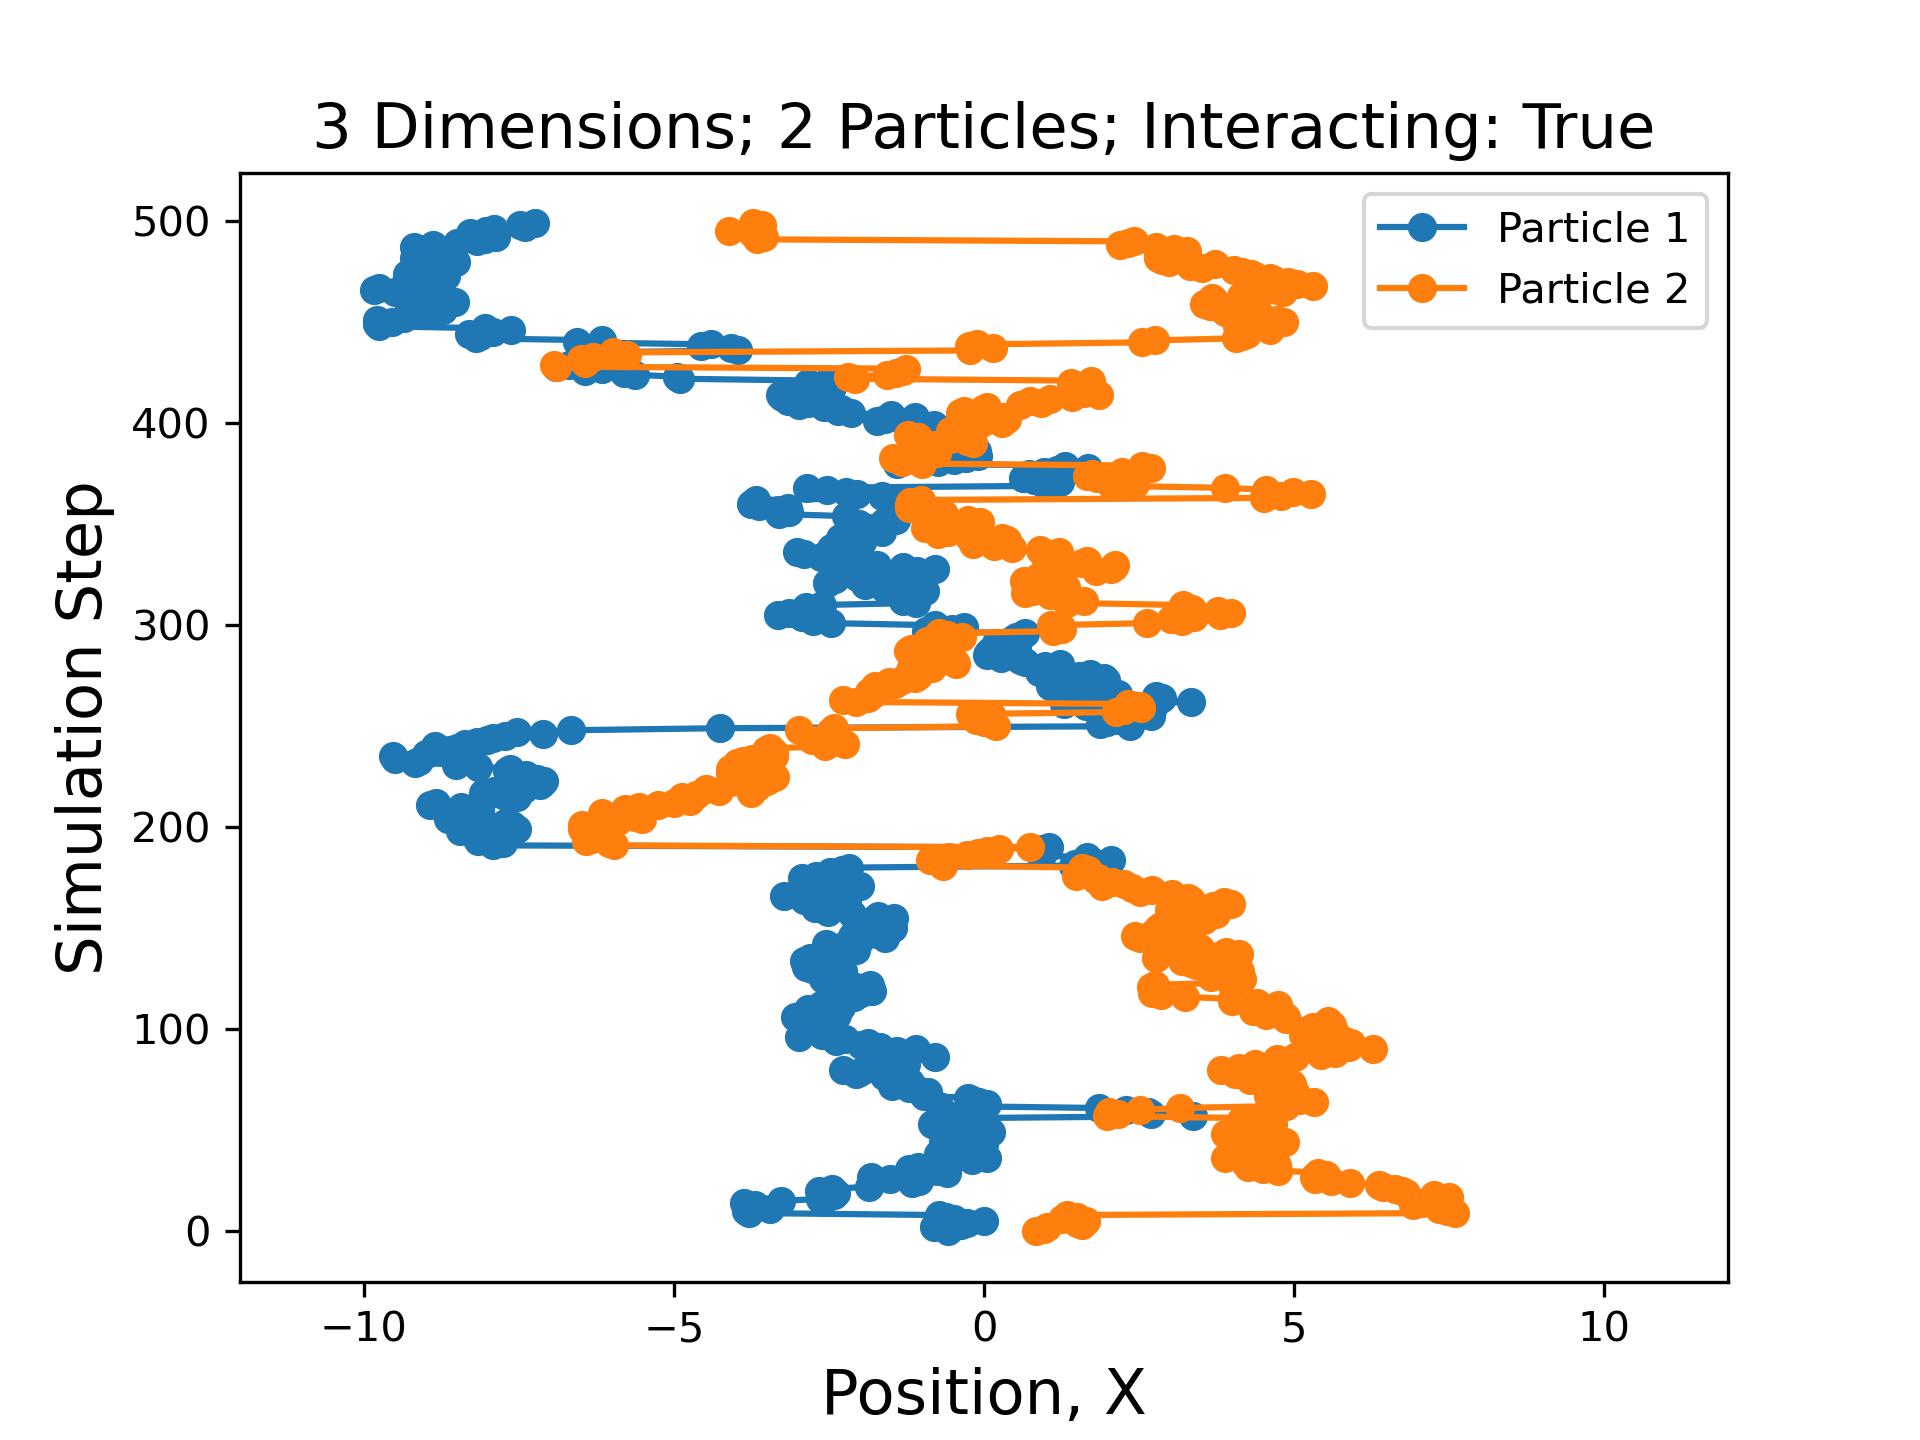 3 Dimensions; 2 Particles; Interacting: True
Particle 1
Particle 2
Simulation Step
500
400
300
200
100
0
−10
−5
0
5
10
Position, X